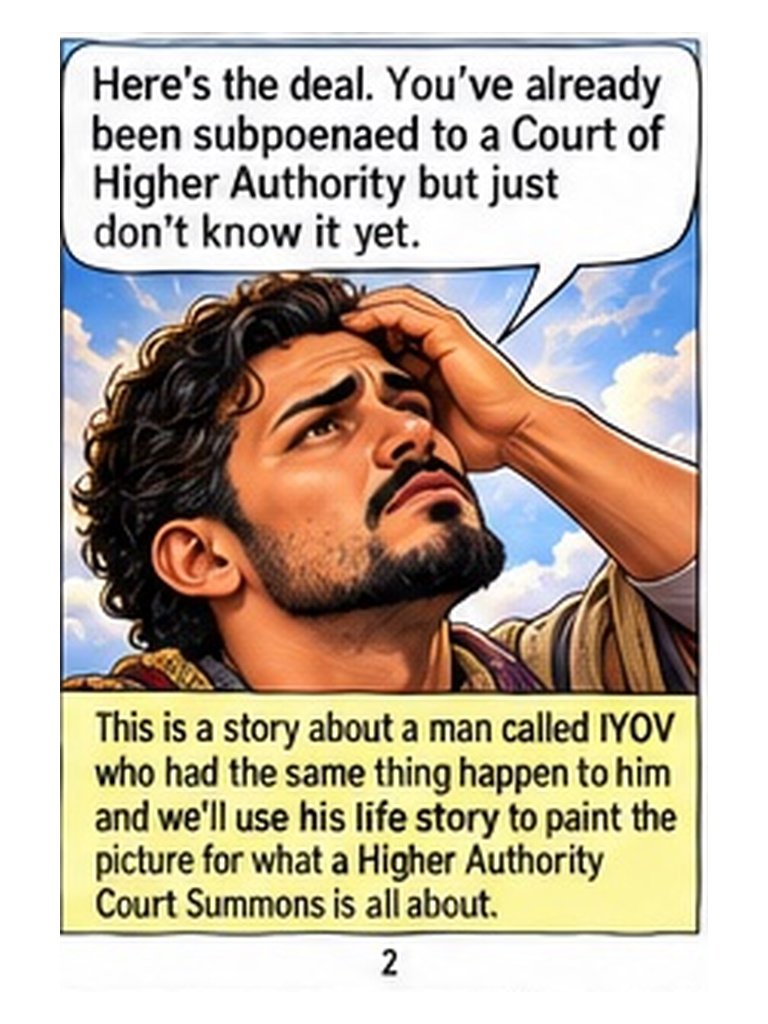 Here's the deal. You've already
been subpoenaed to a Court of
Higher Authority but just
don't know it yet.
This is a story about a man called IYOV
who had the same thing happen to him
and we'll use his life story to paint the
picture for what a Higher Authority
Court Summons is all about.
2